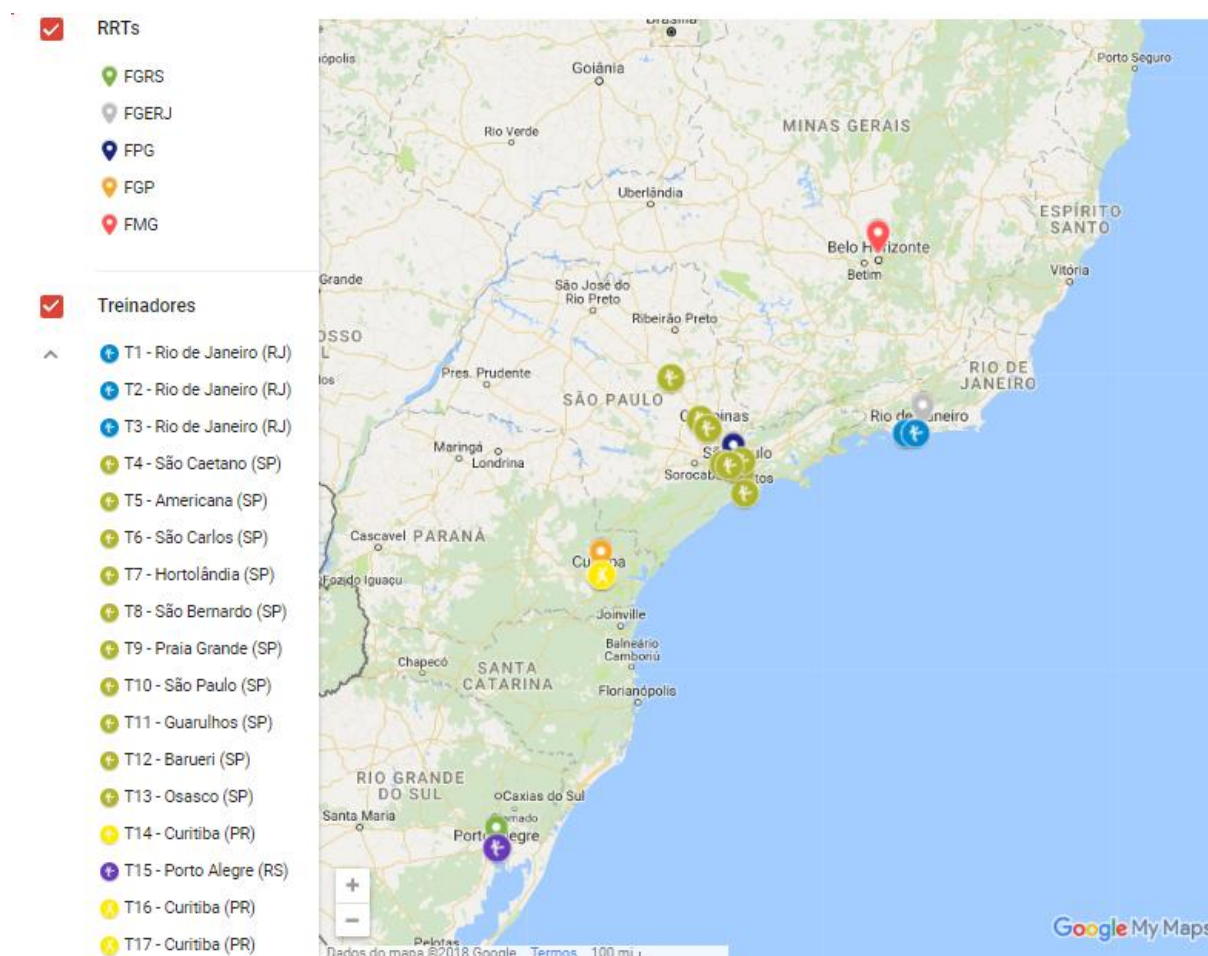 RRTs
FGRS
FGERJ
FPG
FGP
FMG
Treinadores
T1 - Rio de Janeiro (RJ)
T2 - Rio de Janeiro (RJ)
T3 - Rio de Janeiro (RJ)
T4 - São Caetano (SP)
T5 - Americana (SP)
T6 - São Carlos (SP)
T7 - Hortolândia (SP)
T8 - São Bernardo (SP)
T9 - Praia Grande (SP)
T10 - São Paulo (SP)
T11 - Guarulhos (SP)
T12 - Barueri (SP)
T13 - Osasco (SP)
T14 - Curitiba (PR)
T15 - Porto Alegre (RS)
T16 - Curitiba (PR)
T17 - Curitiba (PR)
Porto Seguro
Goiânia
Rio Verde
MINAS GERAIS
Uberlândia
ESPÍRITO
SANTO
Belo Horizonte
Betim
Vitória
Grande
São José do
Rio Preto
Ribeirão Preto
Pres. Prudente
RIO DE
JANEIRO
SÃO PAULO
Rio de Janeiro
Maringá
Londrina
Cascavel
PARANÁ
Joinville
Balneário
Camboriú
Chapecó
SANTA
CATARINA
Florianópolis
RIO GRANDE
DO SUL
Caxias do Sul
Santa Maria
Pelotas
+
−
Dados do mapa ©2018 Google
Termos
100 mi
Google My Maps